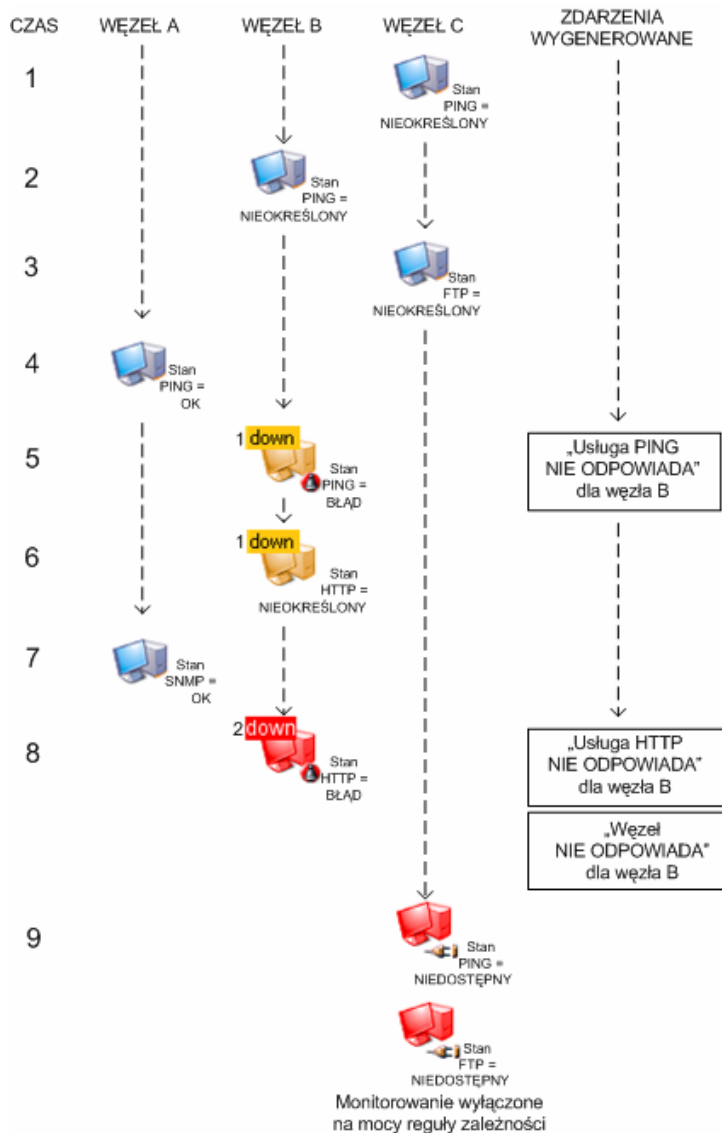 CZAS WĘZEŁ A WĘZEŁ B WĘZEŁ C ZDARZENIA
WYGENEROWANE
1
Stan
PING =
NIEOKREŚLONY
2
Stan
PING =
NIEOKREŚLONY
3
Stan
FTP =
NIEOKREŚLONY
4
Stan
PING =
OK
5
1 down
Stan
PING =
BŁĄD
„Usługa PING
NIE ODPOWIADA”
dla węzła B
6
1 down
Stan
HTTP =
NIEOKREŚLONY
7
Stan
SNMP =
OK
8
2 down
Stan
HTTP =
BŁĄD
„Usługa HTTP
NIE ODPOWIADA”
dla węzła B
„Węzeł
NIE ODPOWIADA”
dla węzła B
9
Stan
PING =
NIEDOSTĘPNY
Stan
FTP =
NIEDOSTĘPNY
Monitorowanie wyłączone
na mocy reguły zależności